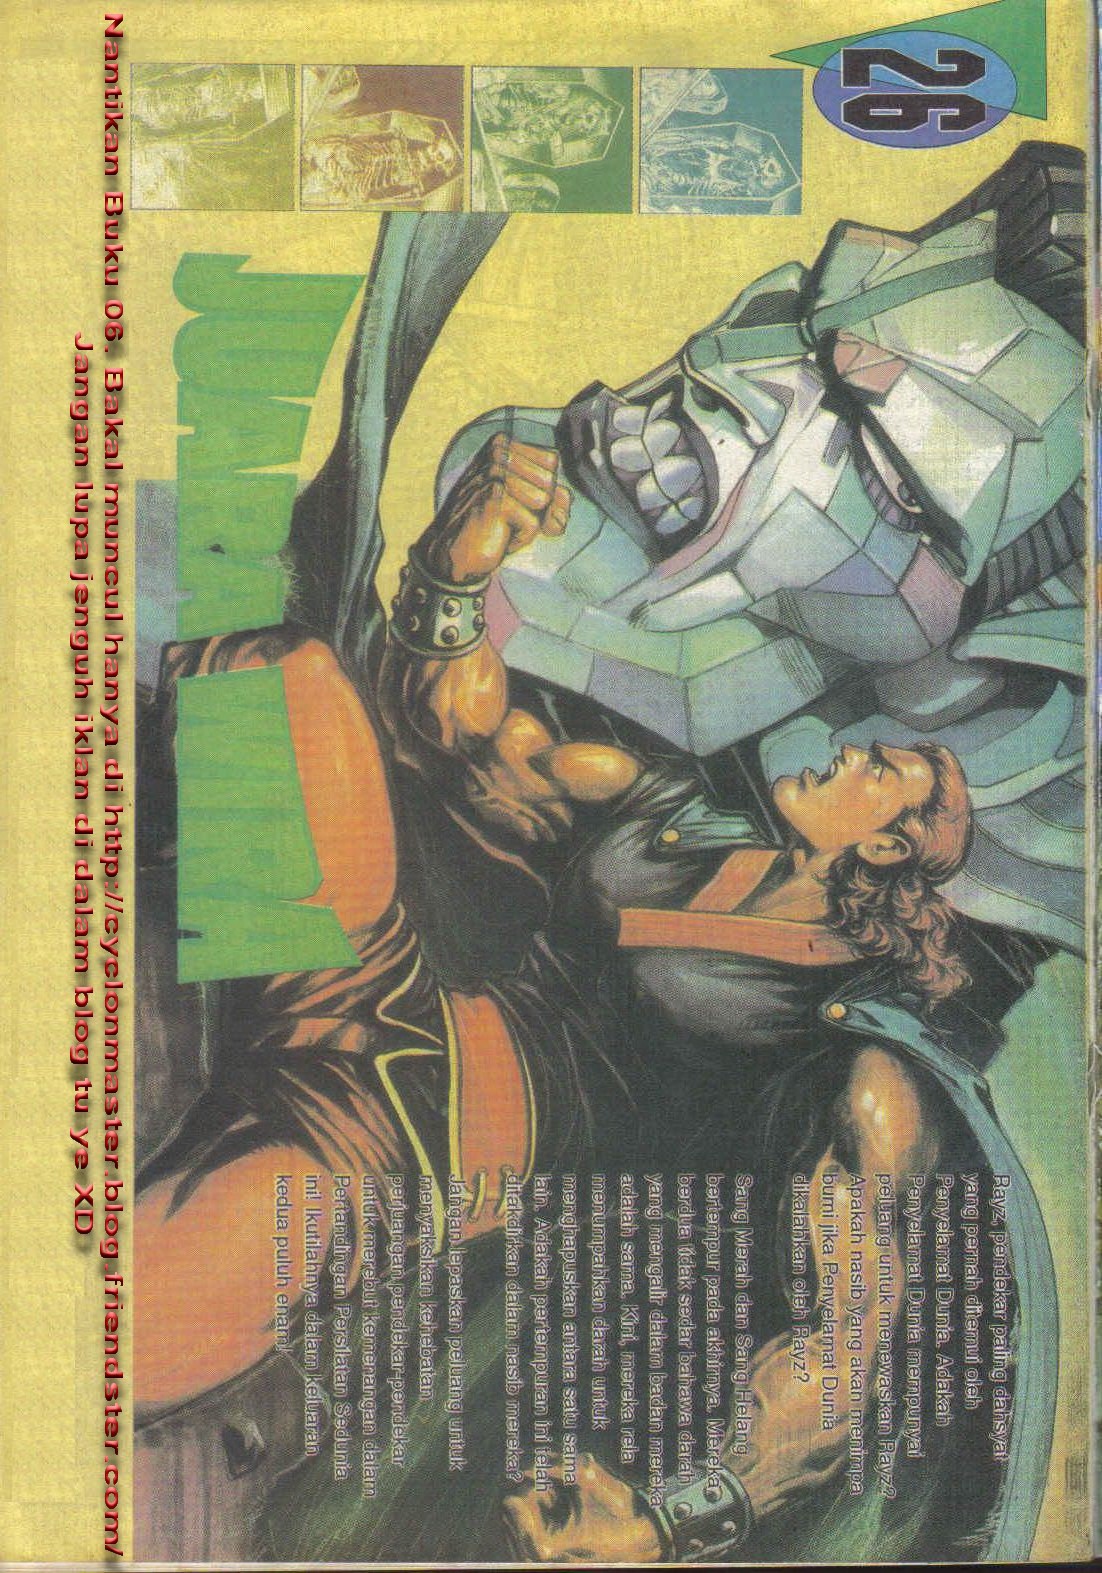 26
JUMPA
MIKA
Rayz, pendekar paling dahsyat
yang pernah ditemui oleh
Penyelamat Dunia. Adakah
Penyelamat Dunia mempunyai
peluang untuk menewaskan Rayz?
Apakah nasib yang akan menimpa
bumi jika Penyelamat Dunia
dikalahkan oleh Rayz?
Sang Merah dan Sang Helang
bertempur pada akhirnya. Mereka
berdua tidak sedar bahawa darah
yang mengalir dalam badan mereka
adalah sama. Kini, mereka rela
menumpahkan darah untuk
menghapuskan antara satu sama
lain. Adakah pertempuran ini telah
ditakdirkan dalam nasib mereka?
Jangan lepaskan peluang untuk
menyaksikan kehebatan
perjuangan pendekar-pendekar
untuk merebut kemenangan dalam
Pertandingan Persilatan Sedunia
ini! Ikutilahnya dalam keluaran
kedua puluh enam!
Nantikan Buku 06. Bakal muncul hanya di http://cyclonmaster.blog.friendster.com/
Jangan lupa jenguh iklan di dalam blog tu ye XD